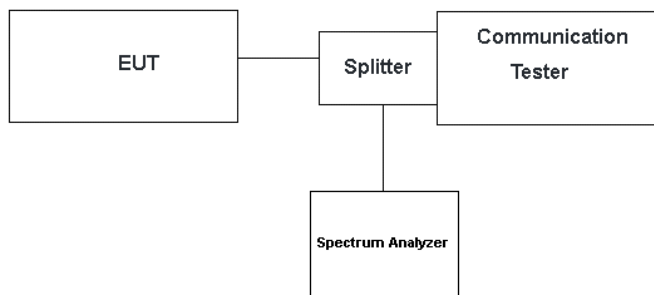 EUT
Splitter
Communication
Tester
Spectrum Analyzer